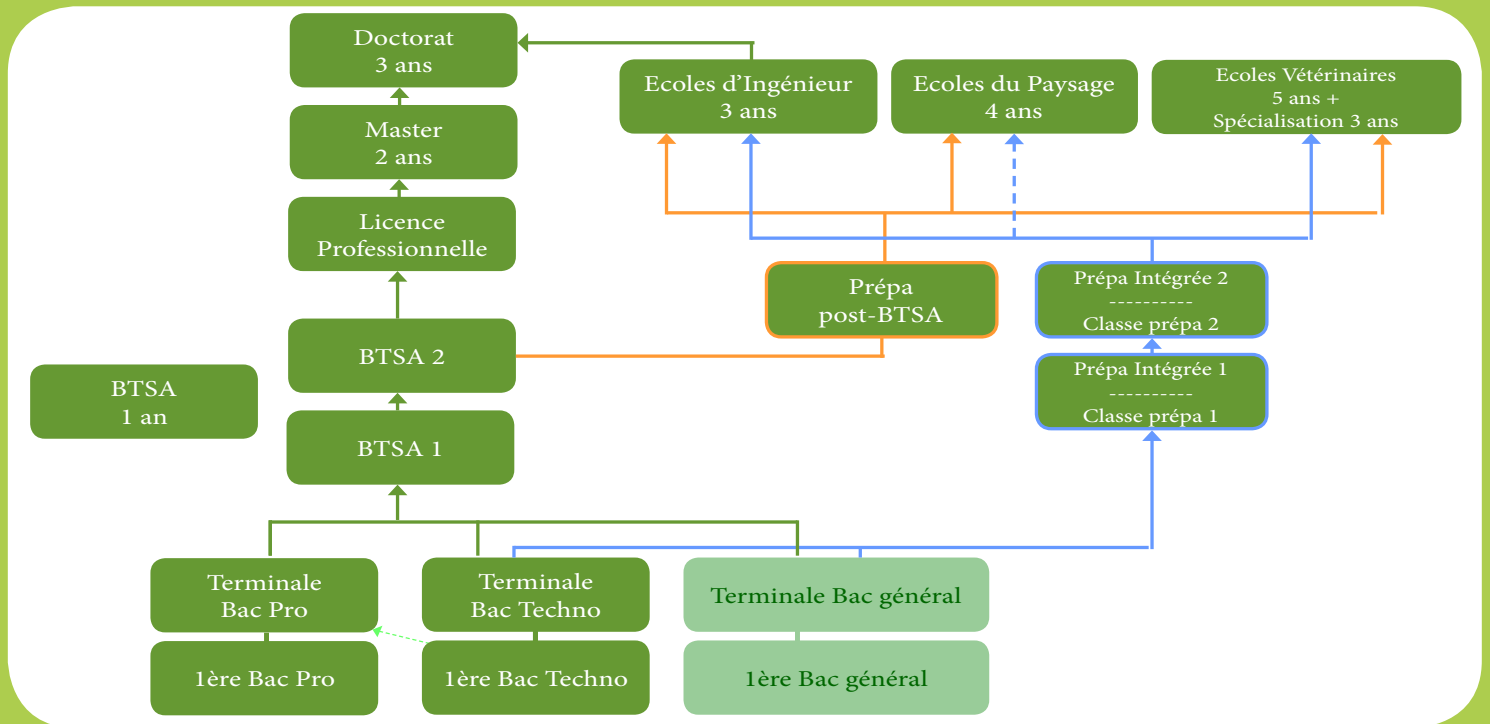 Doctorat
3 ans
Ecoles d'Ingénieur
3 ans
Ecoles du Paysage
4 ans
Ecoles Vétérinaires
5 ans +
Spécialisation 3 ans
Master
2 ans
Licence
Professionnelle
Prépa
post-BTSA
Prépa Intégrée 2
----------
Classe prépa 2
BTSA 2
Prépa Intégrée 1
----------
Classe prépa 1
BTSA
1 an
BTSA 1
Terminale
Bac Pro
Terminale
Bac Techno
Terminale Bac général
1ère Bac Pro
1ère Bac Techno
1ère Bac général